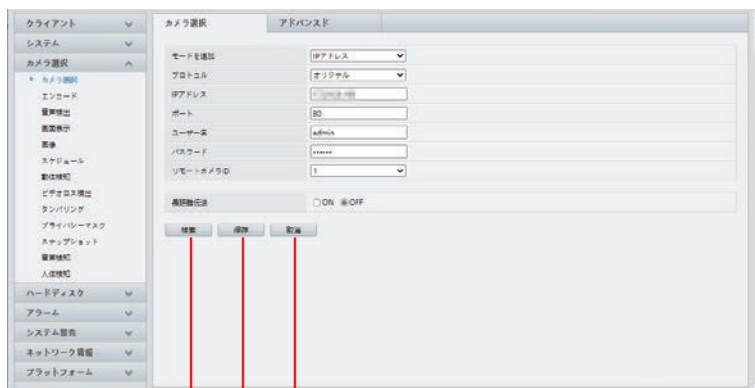 クライアント
システム
カメラ選択
カメラ選択
エンコード
音声検出
画面表示
画像
スケジュール
動体検知
ビデオロス検出
タンパリング
プライバシーマスク
スナップショット
音声検知
人体検知
ハードディスク
アラーム
システム警告
ネットワーク情報
プラットフォーム
カメラ選択 アドバンスド
モードを追加 IPアドレス
プロトコル オリジナル
IPアドレス
ポート 80
ユーザー名 admin
パスワード ••••••
リモートカメラID 1
長距離伝送 ON OFF
検索 保存 取消